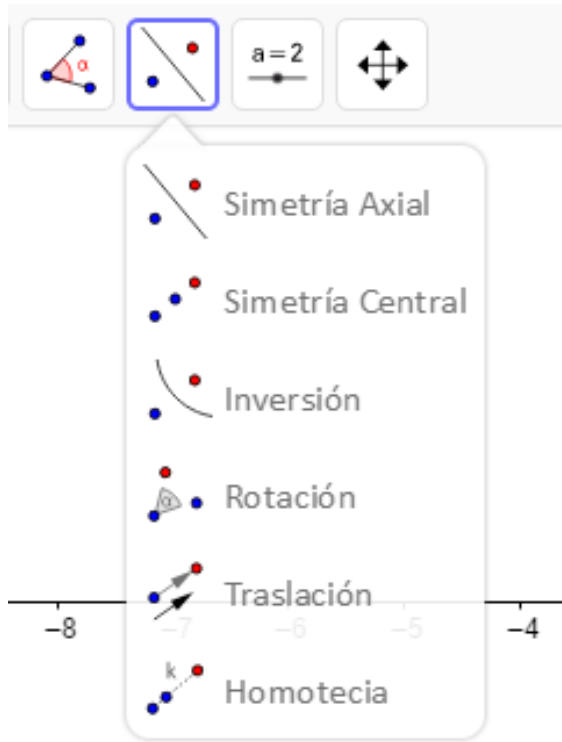 α
a = 2
Simetría Axial
Simetría Central
Inversión
α
Rotación
Traslación
-8 -7 -6 -5 -4
k
Homotecia